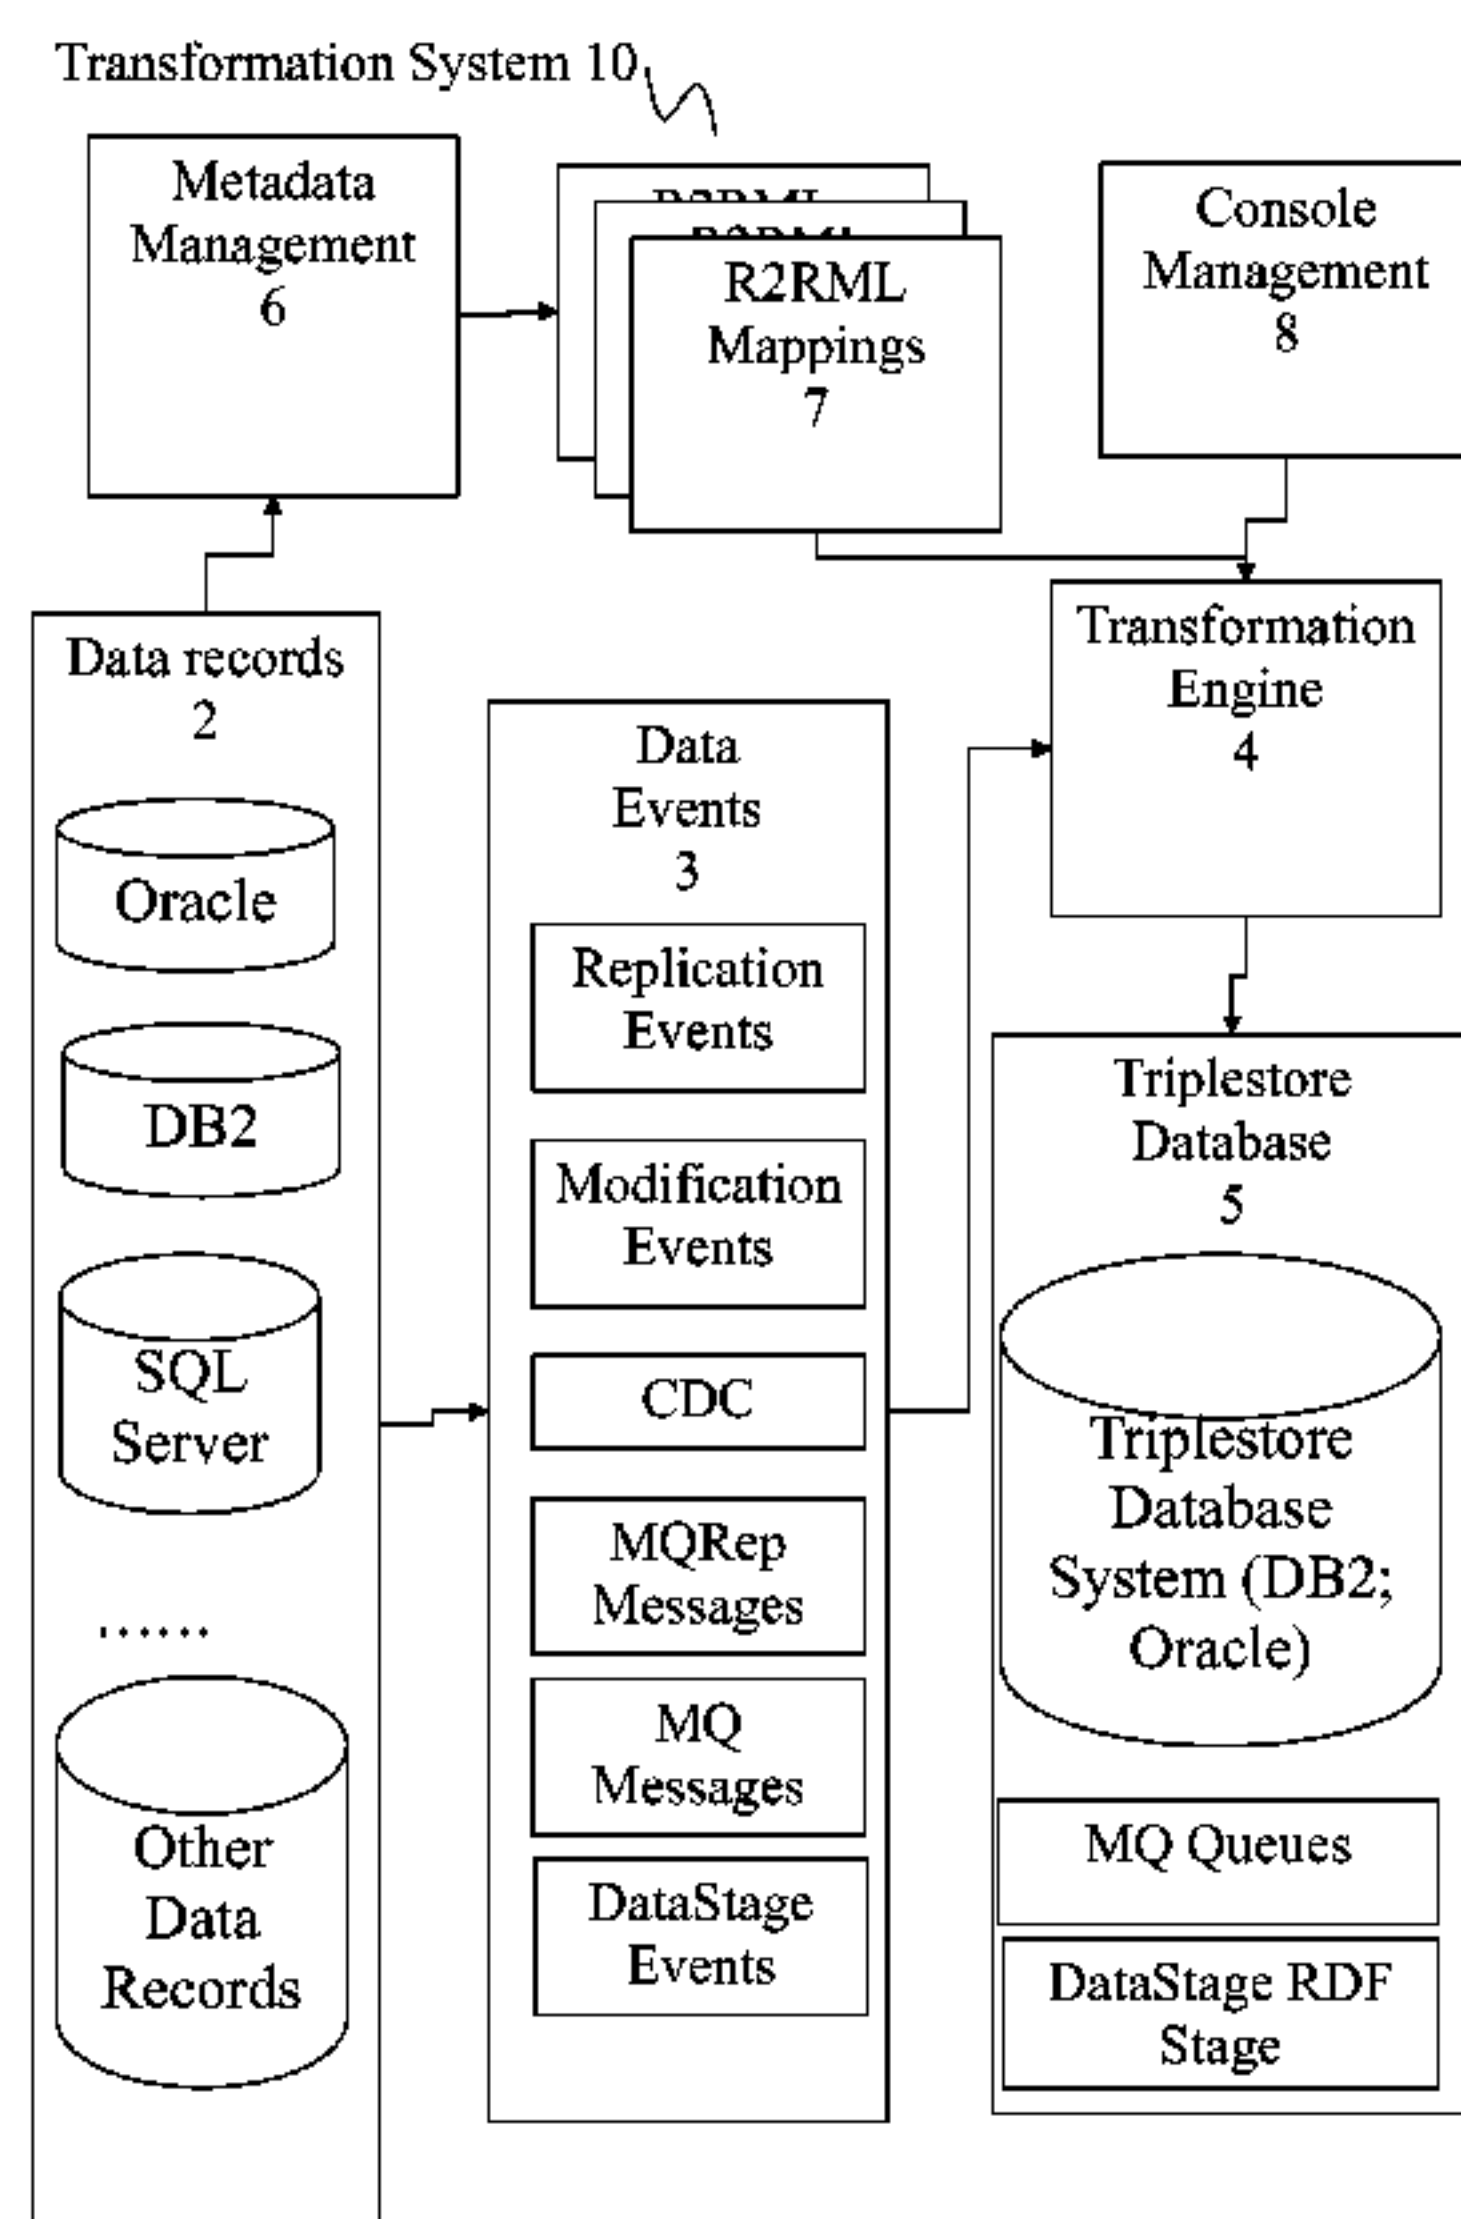 Transformation System 10
Metadata
Management
6
R2RML
R2RML
R2RML
Mappings
7
Console
Management
8
Data records
2
Oracle
DB2
SQL
Server
......
Other
Data
Records
Data
Events
3
Replication
Events
Modification
Events
CDC
MQRep
Messages
MQ
Messages
DataStage
Events
Transformation
Engine
4
Triplestore
Database
5
Triplestore
Database
System (DB2;
Oracle)
MQ Queues
DataStage RDF
Stage